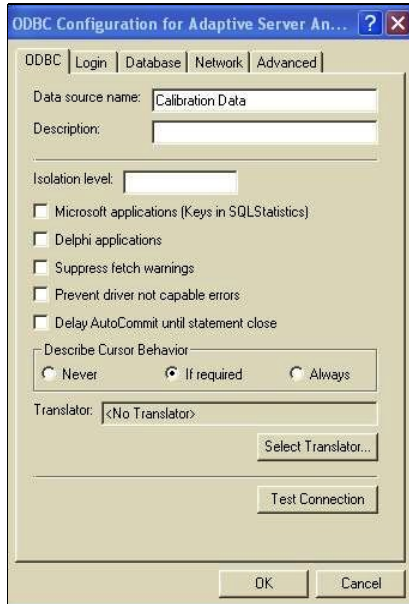 ODBC Configuration for Adaptive Server An...
ODBC Login Database Network Advanced
Data source name: Calibration Data
Description:
Isolation level:
Microsoft applications (Keys in SQLStatistics)
Delphi applications
Suppress fetch warnings
Prevent driver not capable errors
Delay AutoCommit until statement close
Describe Cursor Behavior
Never If required Always
Translator: <No Translator>
Select Translator...
Test Connection
OK Cancel